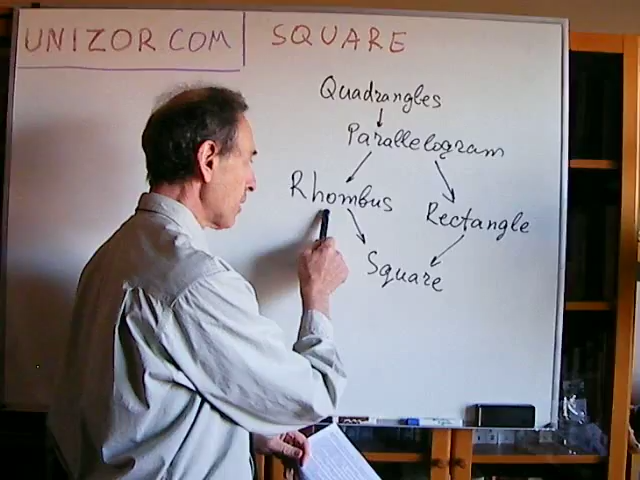 UNIZOR.COM
SQUARE
Quadrangles
Parallelogram
Rhombus
Rectangle
Square